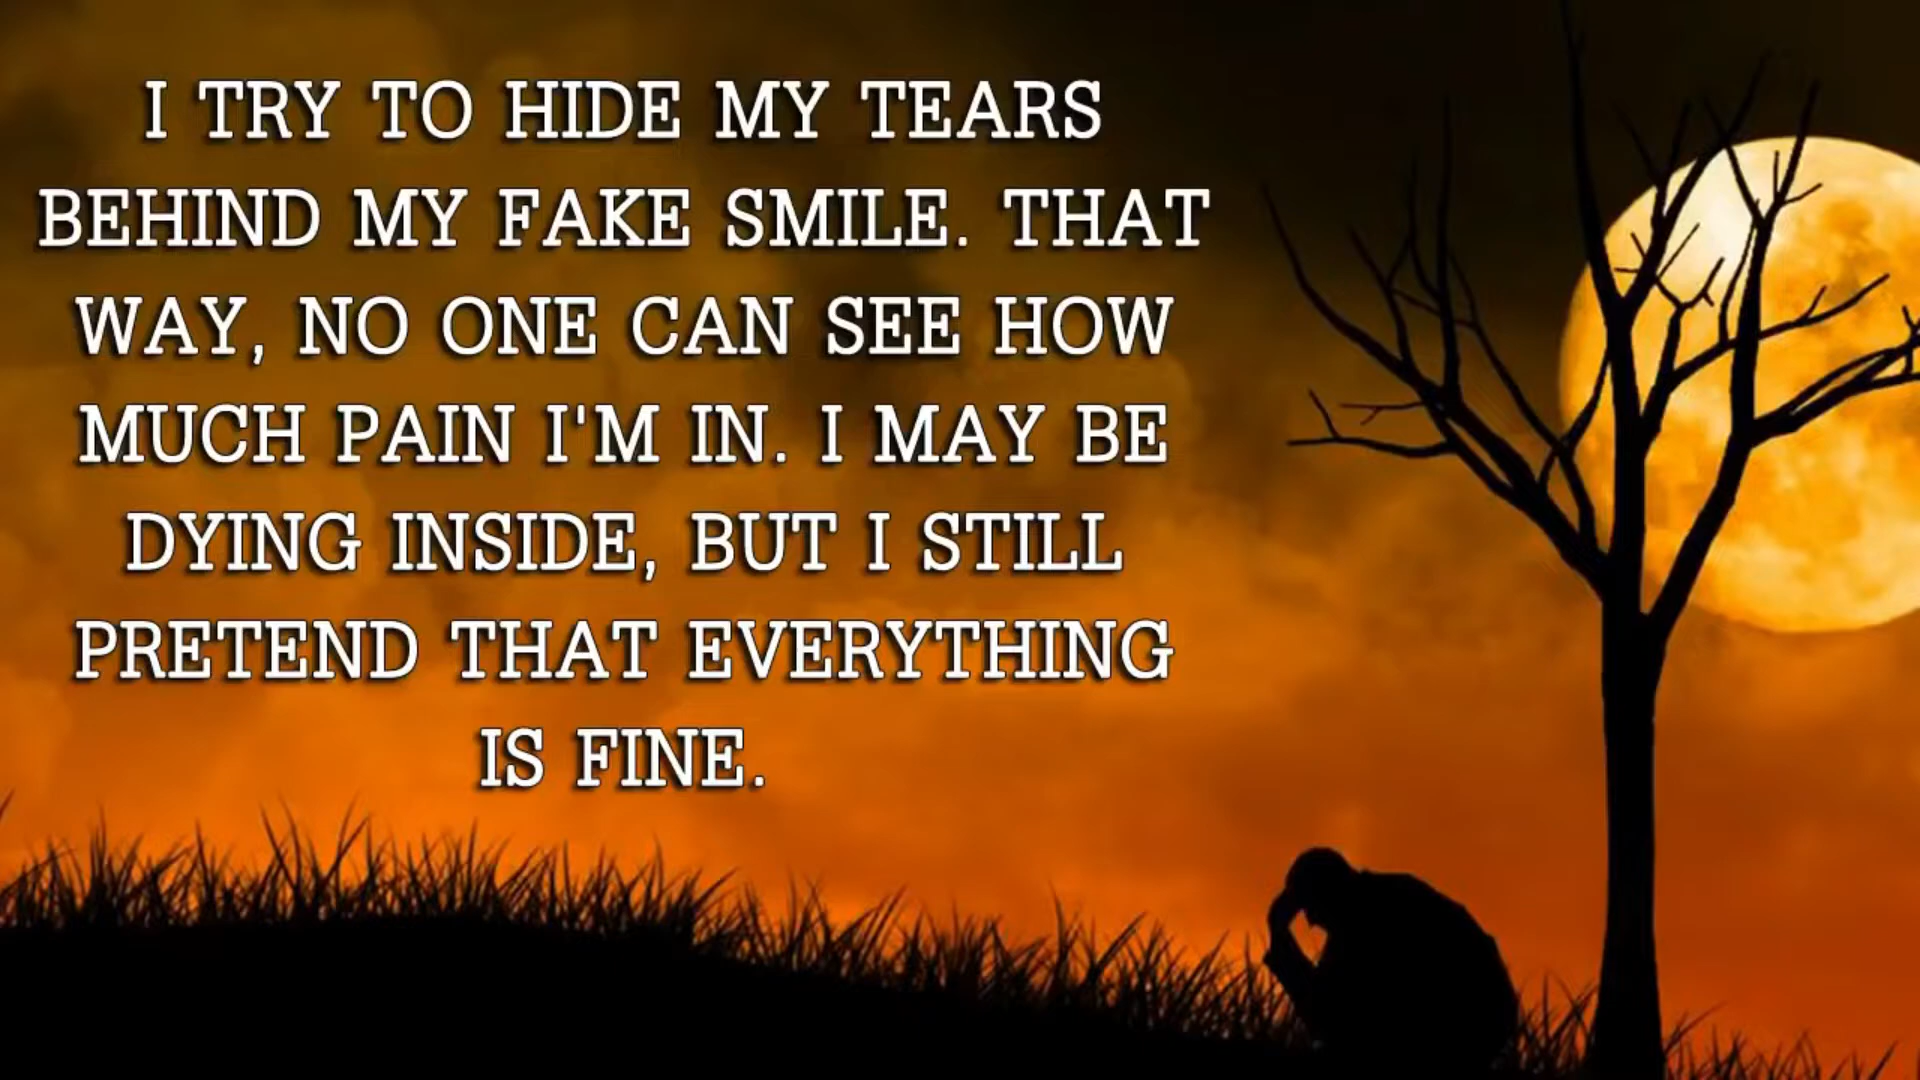 I TRY TO HIDE MY TEARS
BEHIND MY FAKE SMILE. THAT
WAY, NO ONE CAN SEE HOW
MUCH PAIN I'M IN. I MAY BE
DYING INSIDE, BUT I STILL
PRETEND THAT EVERYTHING
IS FINE.